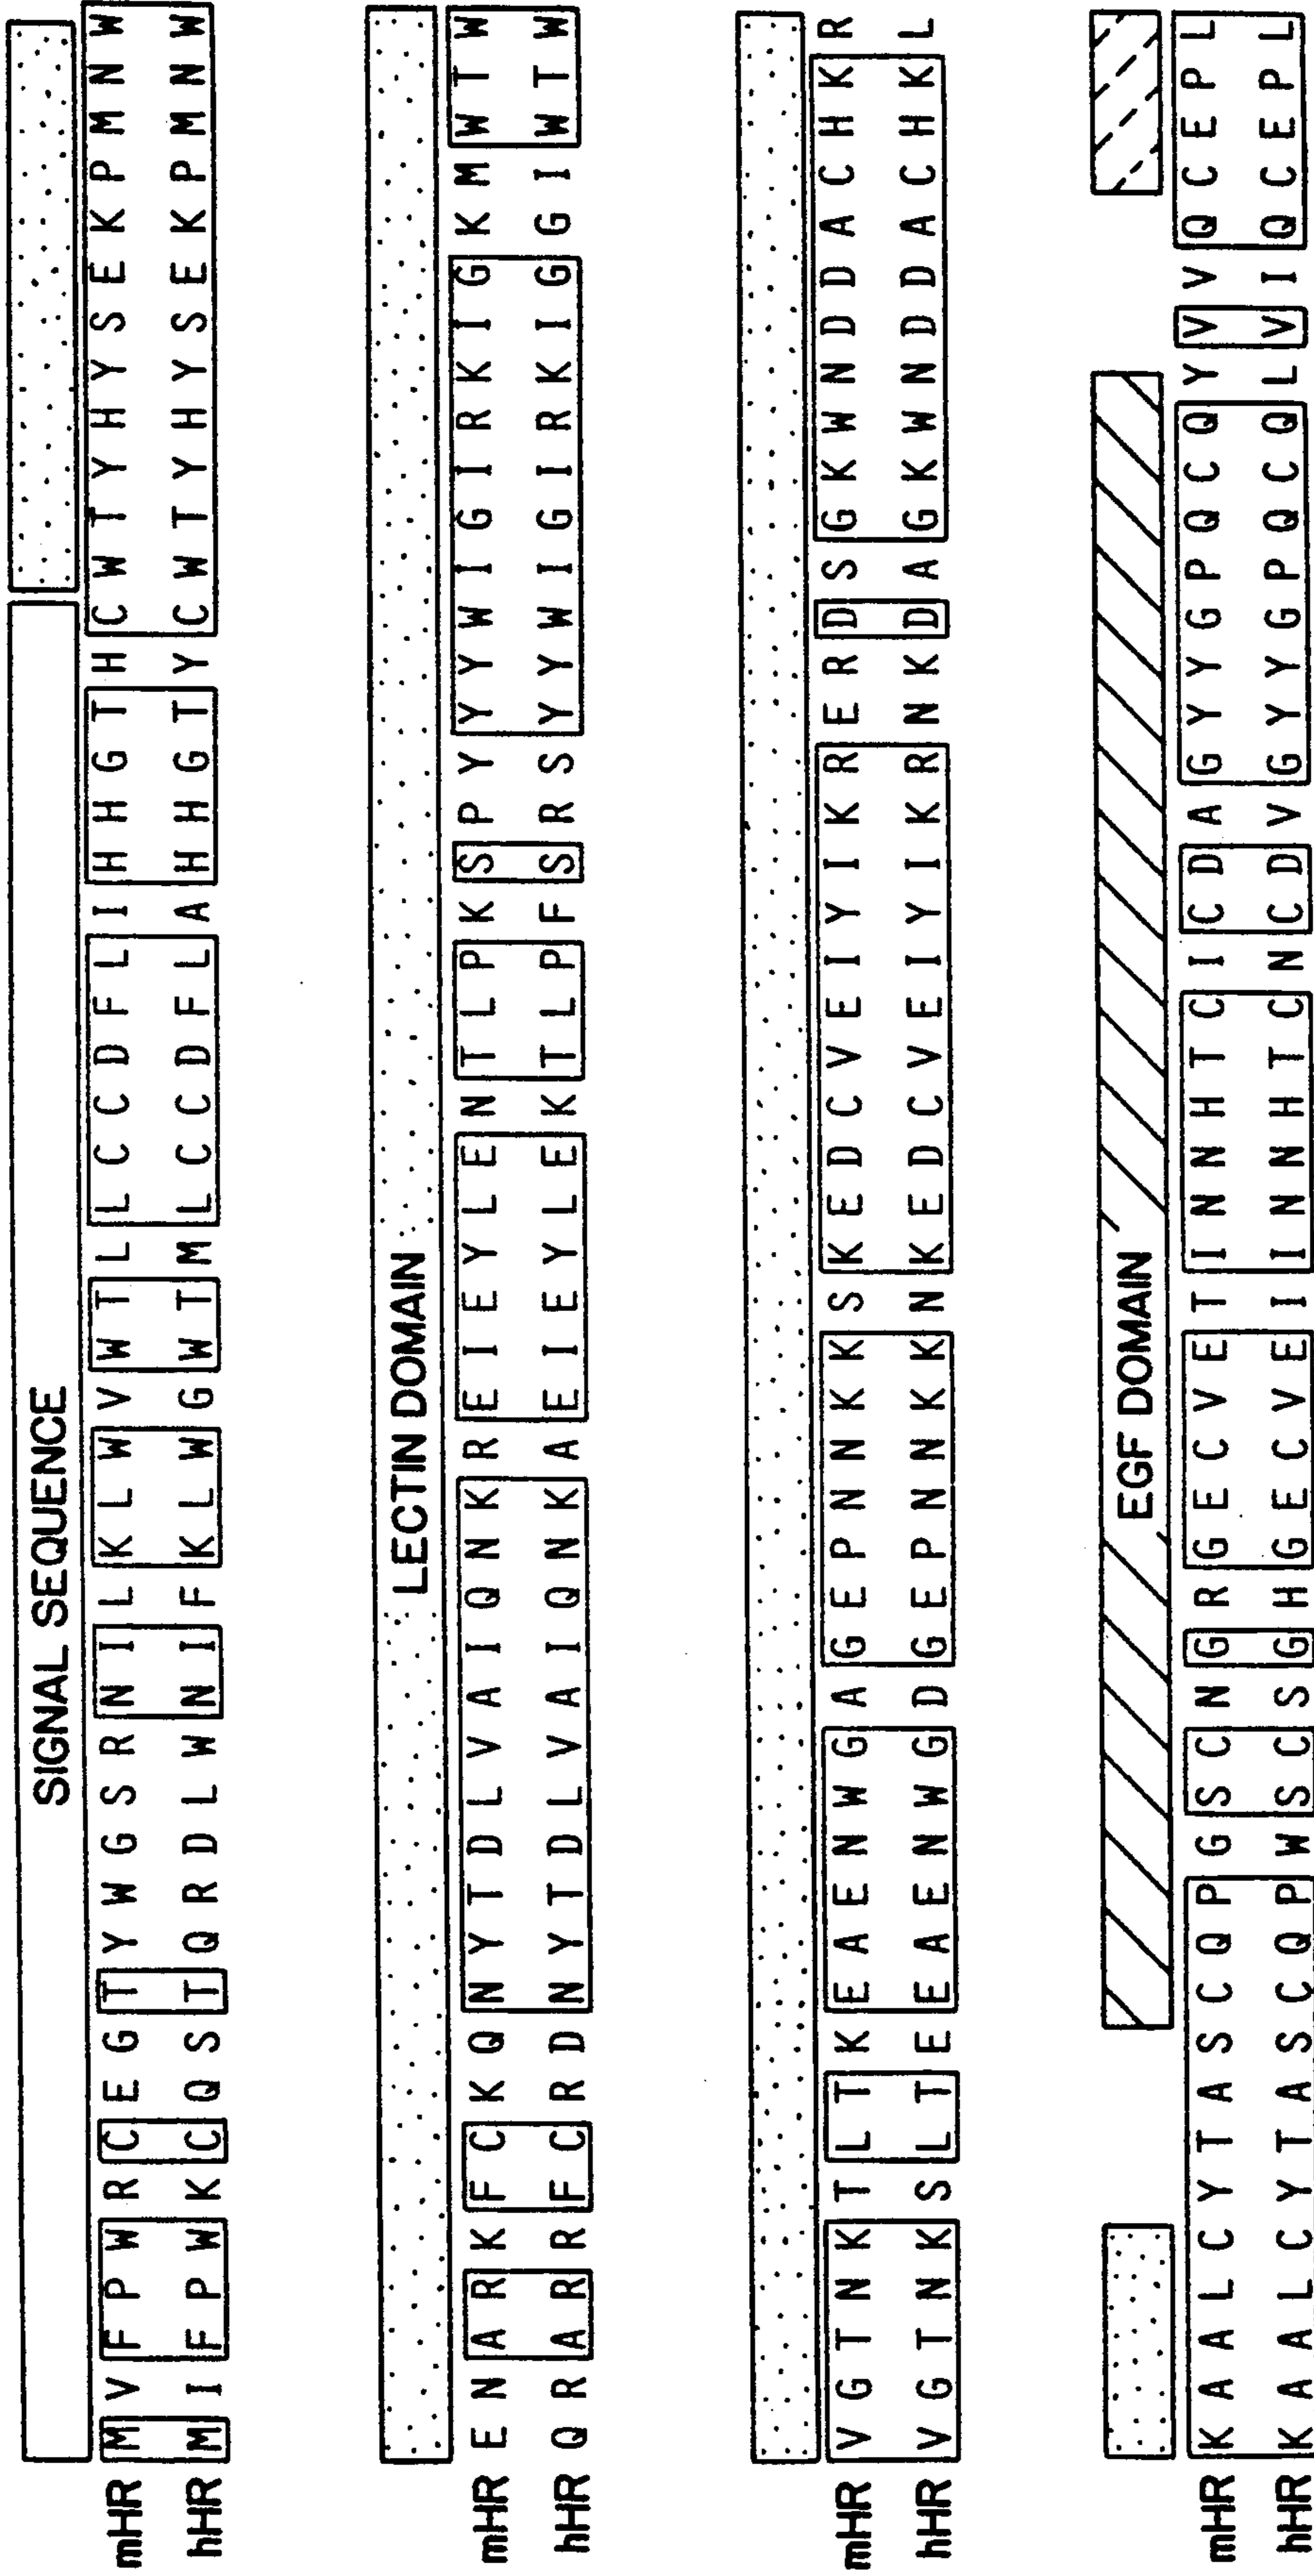 SIGNAL SEQUENCE
mHR M V F P W R C E G T Y W G S R N I L K L W V W T L L C C D F L I H H G T H C W T Y H Y S E K P M N W
hHR M I F P W K C Q S T Q R D L W N I F K L W G W T M L C C D F L A H H G T Y C W T Y H Y S E K P M N W
LECTIN DOMAIN
mHR E N A R K F C K Q N Y T D L V A I Q N K R E I E Y L E N T L P K S P Y Y Y W I G I R K I G K M W T W
hHR Q R A R R F C R D N Y T D L V A I Q N K A E I E Y L E K T L P F S R S Y Y W I G I R K I G G I W T W
mHR V G T N K T L T K E A E N W G A G E P N N K K S K E D C V E I Y I K R E R D S G K W N D D A C H K R
hHR V G T N K S L T E E A E N W G D G E P N N K K N K E D C V E I Y I K R N K D A G K W N D D A C H K L
EGF DOMAIN
mHR K A A L C Y T A S C Q P G S C N G R G E C V E T I N N H T C I C D A G Y Y G P Q C Q Y V V Q C E P L
hHR K A A L C Y T A S C Q P W S C S G H G E C V E I I N N H T C N C D V G Y Y G P Q C Q L V I Q C E P L